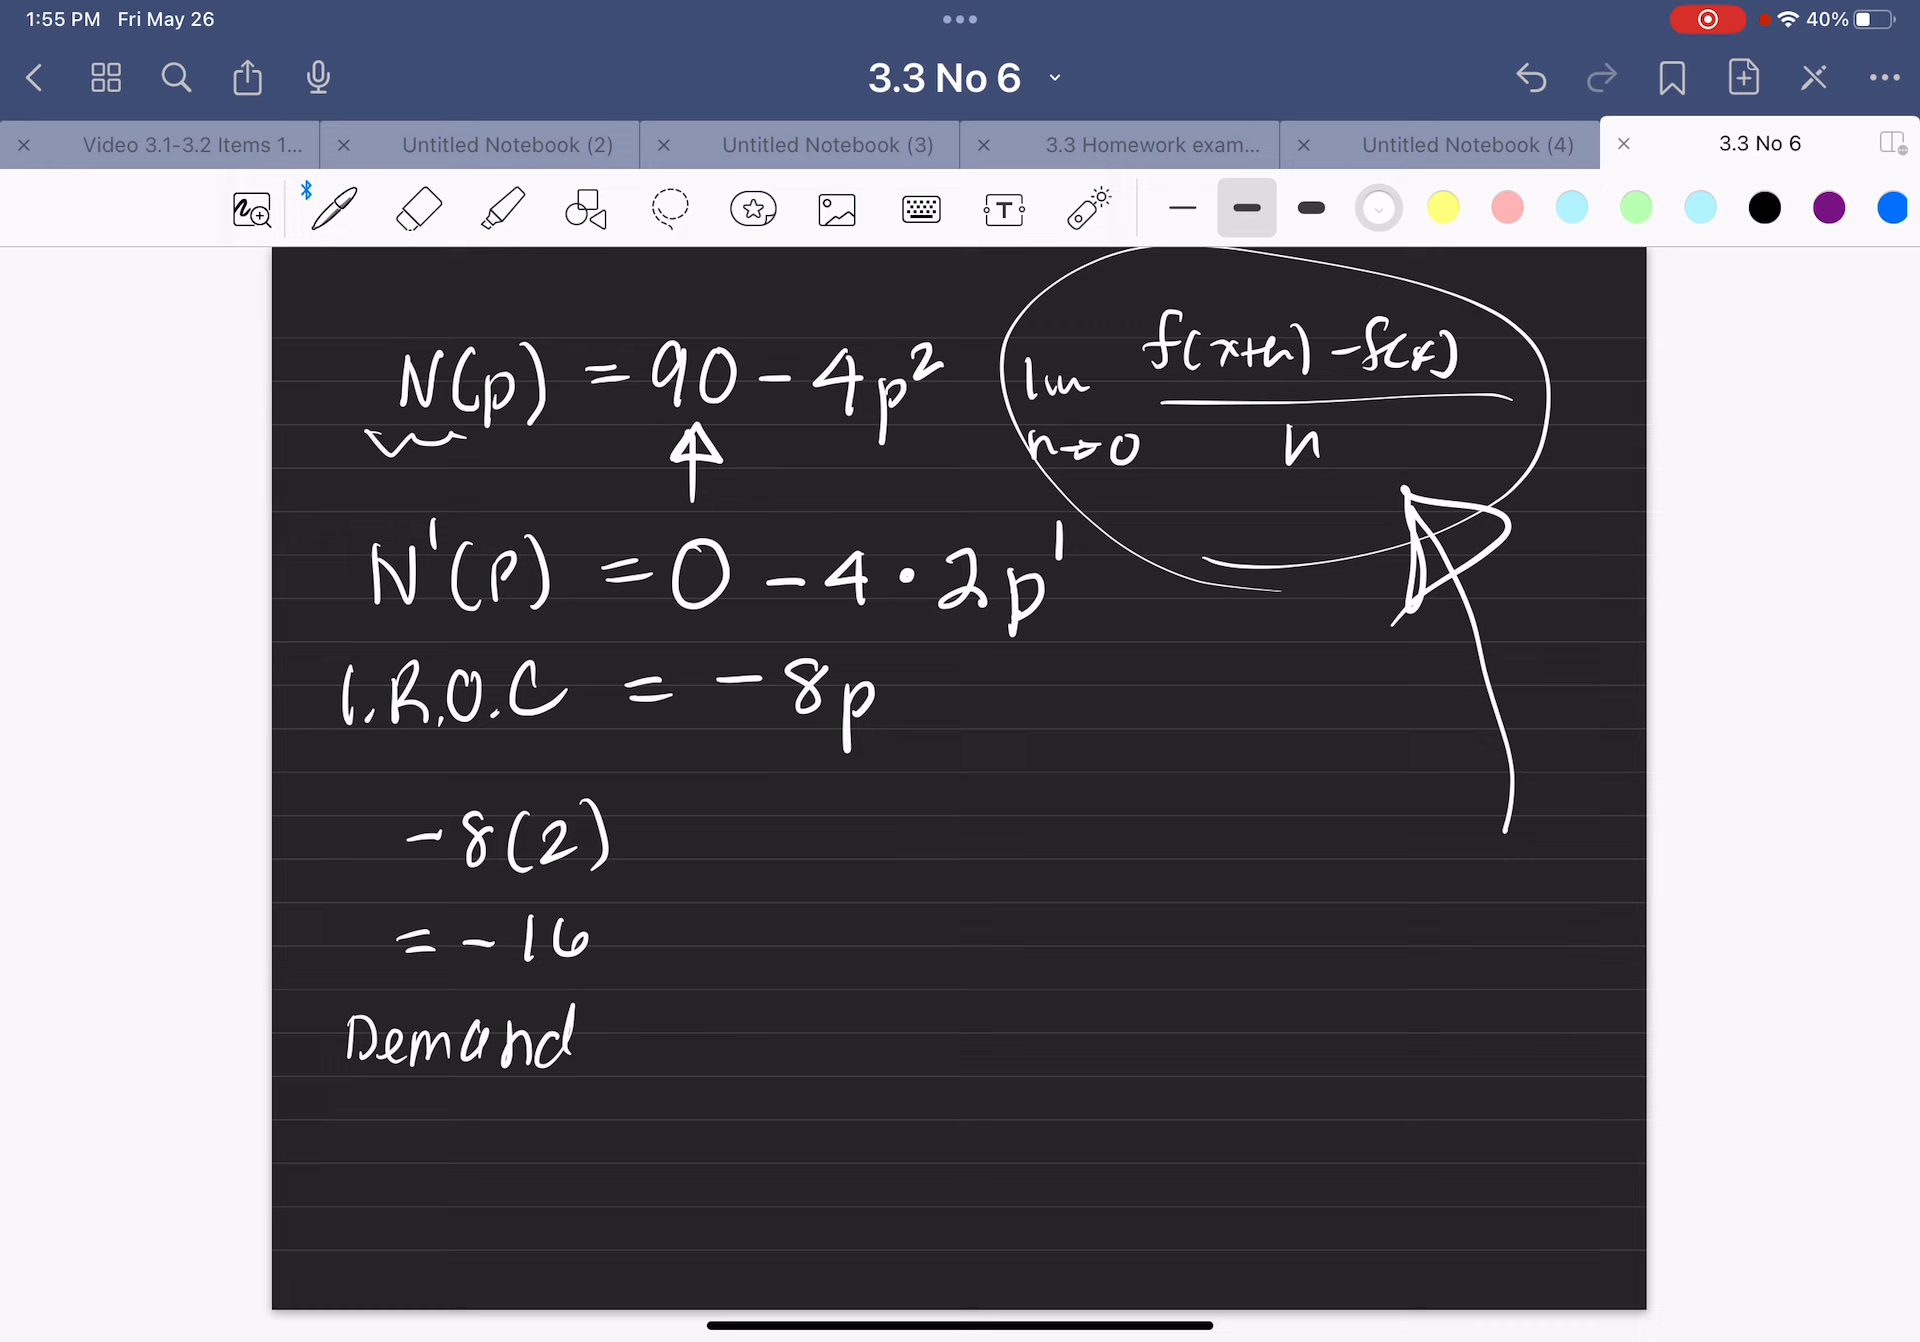 1:55 PM Fri May 26
40%
3.3 No 6
Video 3.1-3.2 Items 1...
Untitled Notebook (2)
Untitled Notebook (3)
3.3 Homework exam...
Untitled Notebook (4)
3.3 No 6
T
N(p) = 90 - 4p²
N'(P) = 0 - 4 · 2p¹
I.R.O.C = -8p
-8(2)
= -16
Demand
f(x+h) - f(x)
lim
h→0 h